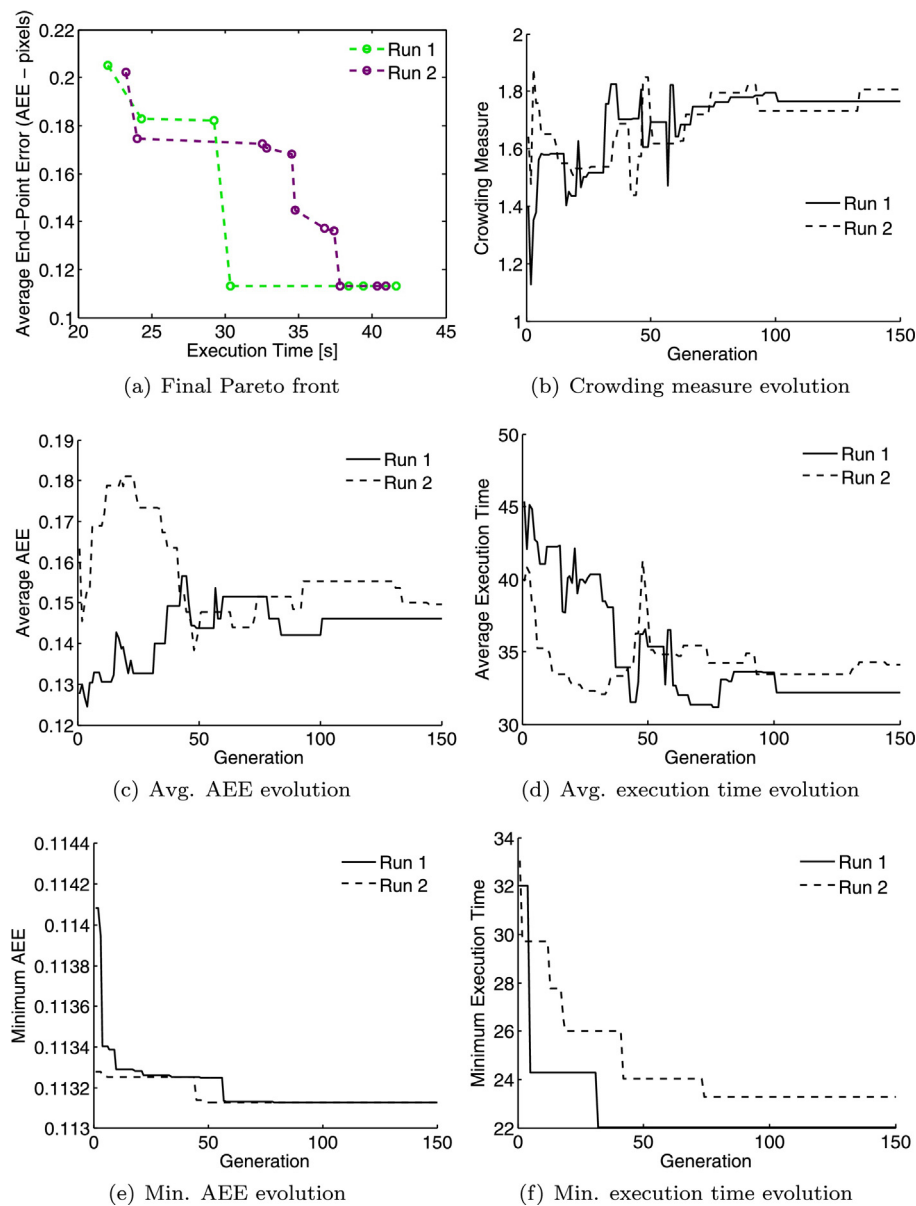 0.22
0.2
0.18
0.16
0.14
0.12
0.1
20
25
30
35
40
45
Average End-Point Error (AEE – pixels)
Execution Time [s]
Run 1
Run 2
(a) Final Pareto front
2
1.8
1.6
1.4
1.2
1
0
50
100
150
Crowding Measure
Generation
Run 1
Run 2
(b) Crowding measure evolution
0.19
0.18
0.17
0.16
0.15
0.14
0.13
0.12
0
50
100
150
Average AEE
Generation
Run 1
Run 2
(c) Avg. AEE evolution
50
45
40
35
30
0
50
100
150
Average Execution Time
Generation
Run 1
Run 2
(d) Avg. execution time evolution
0.1144
0.1142
0.114
0.1138
0.1136
0.1134
0.1132
0.113
0
50
100
150
Minimum AEE
Generation
Run 1
Run 2
(e) Min. AEE evolution
34
32
30
28
26
24
22
0
50
100
150
Minimum Execution Time
Generation
Run 1
Run 2
(f) Min. execution time evolution